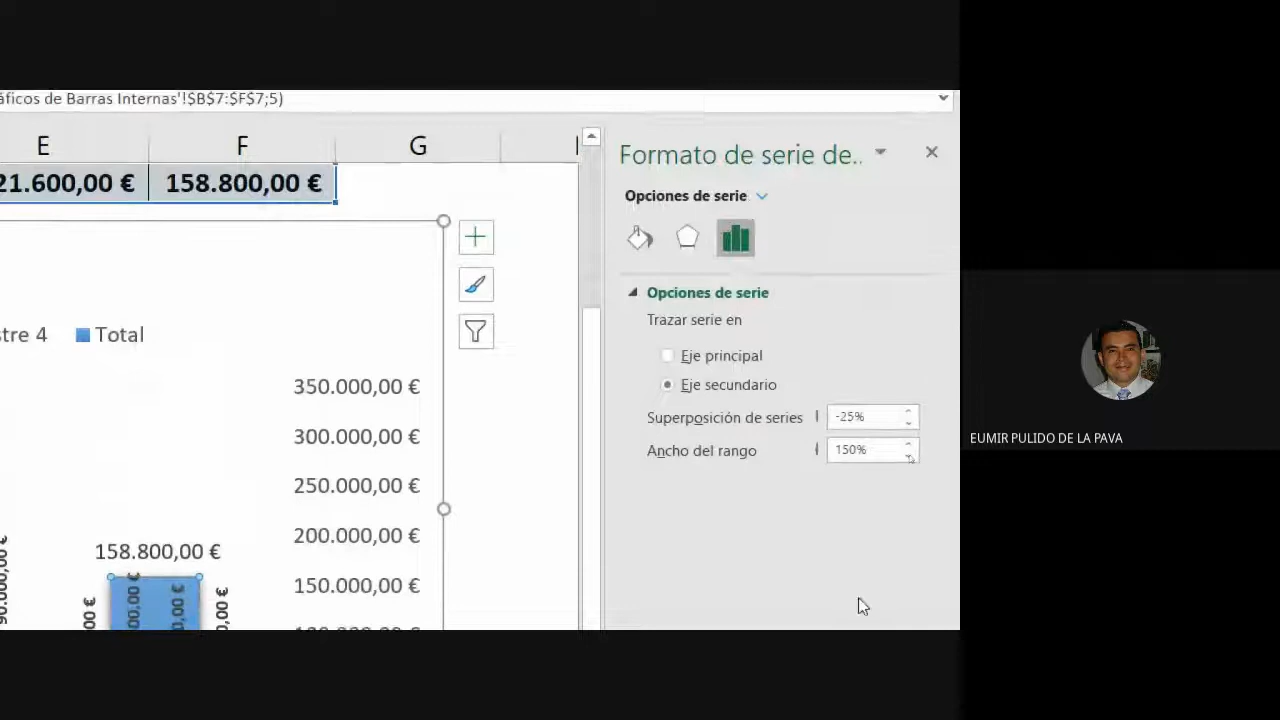 áficos de Barras Internas'!$B$7:$F$7;5)
E F G
21.600,00 € 158.800,00 €
Formato de serie de..
Opciones de serie
Opciones de serie
Trazar serie en
Eje principal
Eje secundario
Superposición de series -25%
Ancho del rango 150%
stre 4 Total
350.000,00 €
300.000,00 €
250.000,00 €
200.000,00 €
150.000,00 €
158.800,00 €
EUMIR PULIDO DE LA PAVA